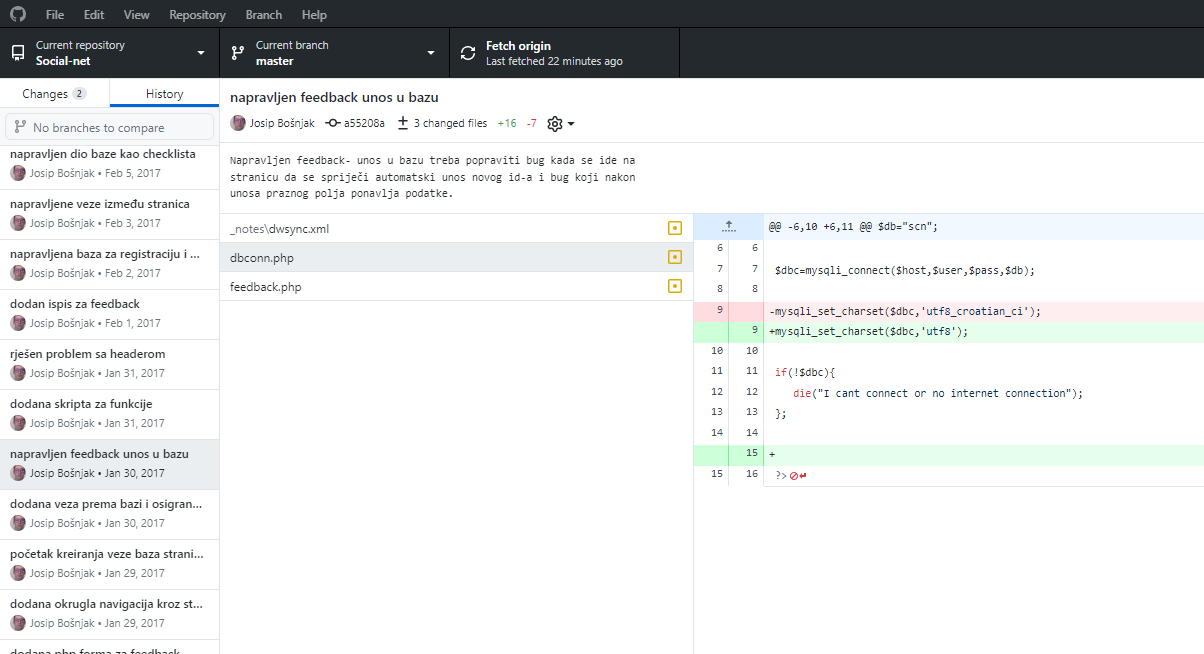 File Edit View Repository Branch Help
Current repository
Social-net
Current branch
master
Fetch origin
Last fetched 22 minutes ago
Changes 2
History
No branches to compare
napravljen dio baze kao checklista
Josip Bošnjak • Feb 5, 2017
napravljene veze između stranica
Josip Bošnjak • Feb 3, 2017
napravljena baza za registraciju i ...
Josip Bošnjak • Feb 2, 2017
dodan ispis za feedback
Josip Bošnjak • Feb 1, 2017
rješen problem sa headerom
Josip Bošnjak • Jan 31, 2017
dodana skripta za funkcije
Josip Bošnjak • Jan 31, 2017
napravljen feedback unos u bazu
Josip Bošnjak • Jan 30, 2017
dodana veza prema bazi i osigran...
Josip Bošnjak • Jan 30, 2017
početak kreiranja veze baza strani...
Josip Bošnjak • Jan 29, 2017
dodana okrugla navigacija kroz st...
Josip Bošnjak • Jan 29, 2017
dodana php forma za feedback
napravljen feedback unos u bazu
Josip Bošnjak a55208a 3 changed files +16 -7
Napravljen feedback- unos u bazu treba popraviti bug kada se ide na
stranicu da se spriječi automatski unos novog id-a i bug koji nakon
unosa praznog polja ponavlja podatke.
_notes\dwsync.xml
dbconn.php
feedback.php
@@ -6,10 +6,11 @@ $db="scn";
6 6
7 7 $dbc=mysqli_connect($host,$user,$pass,$db);
8 8
9 -mysqli_set_charset($dbc,'utf8_croatian_ci');
9 +mysqli_set_charset($dbc,'utf8');
10 10
11 11 if(!$dbc){
12 12 die("I cant connect or no internet connection");
13 13 };
14 14
15 +
15 16 ?>